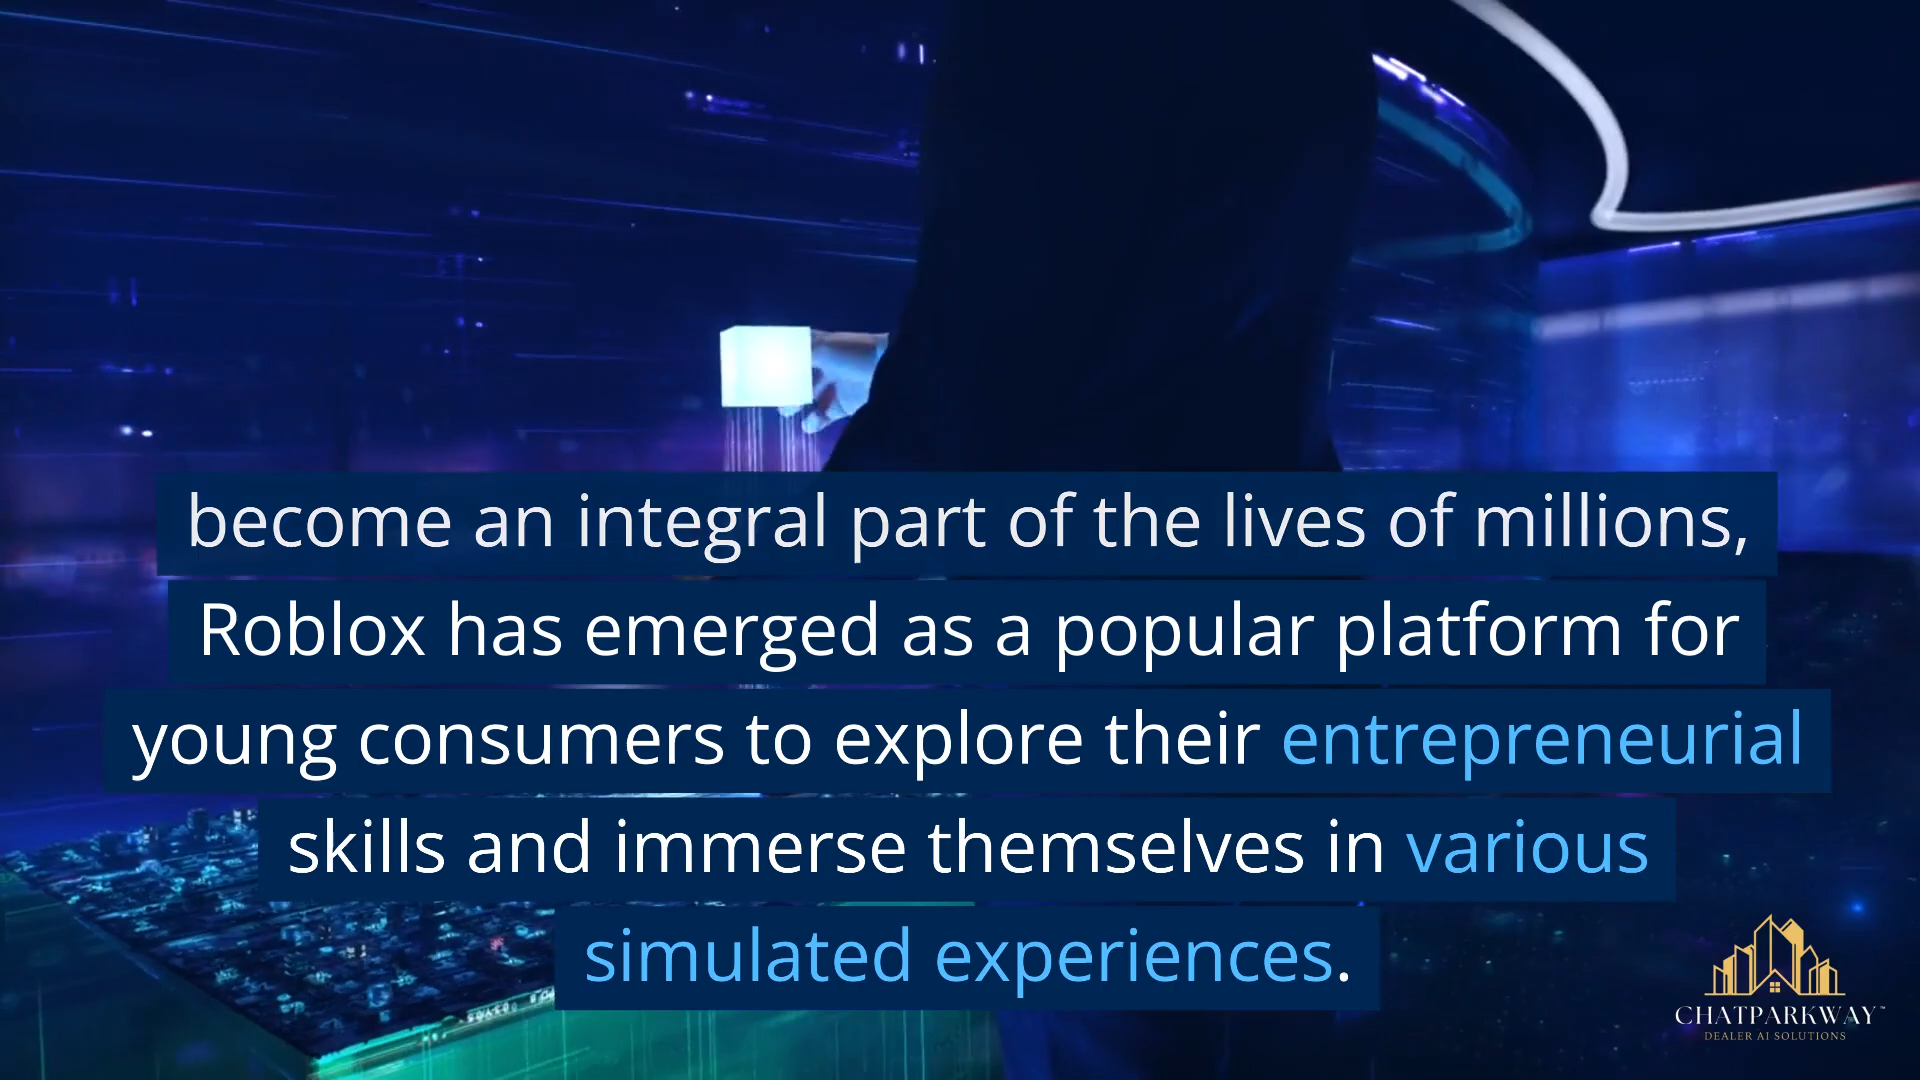 become an integral part of the lives of millions,
Roblox has emerged as a popular platform for
young consumers to explore their entrepreneurial
skills and immerse themselves in various
simulated experiences.
CHATPARKWAY™
DEALER AI SOLUTIONS